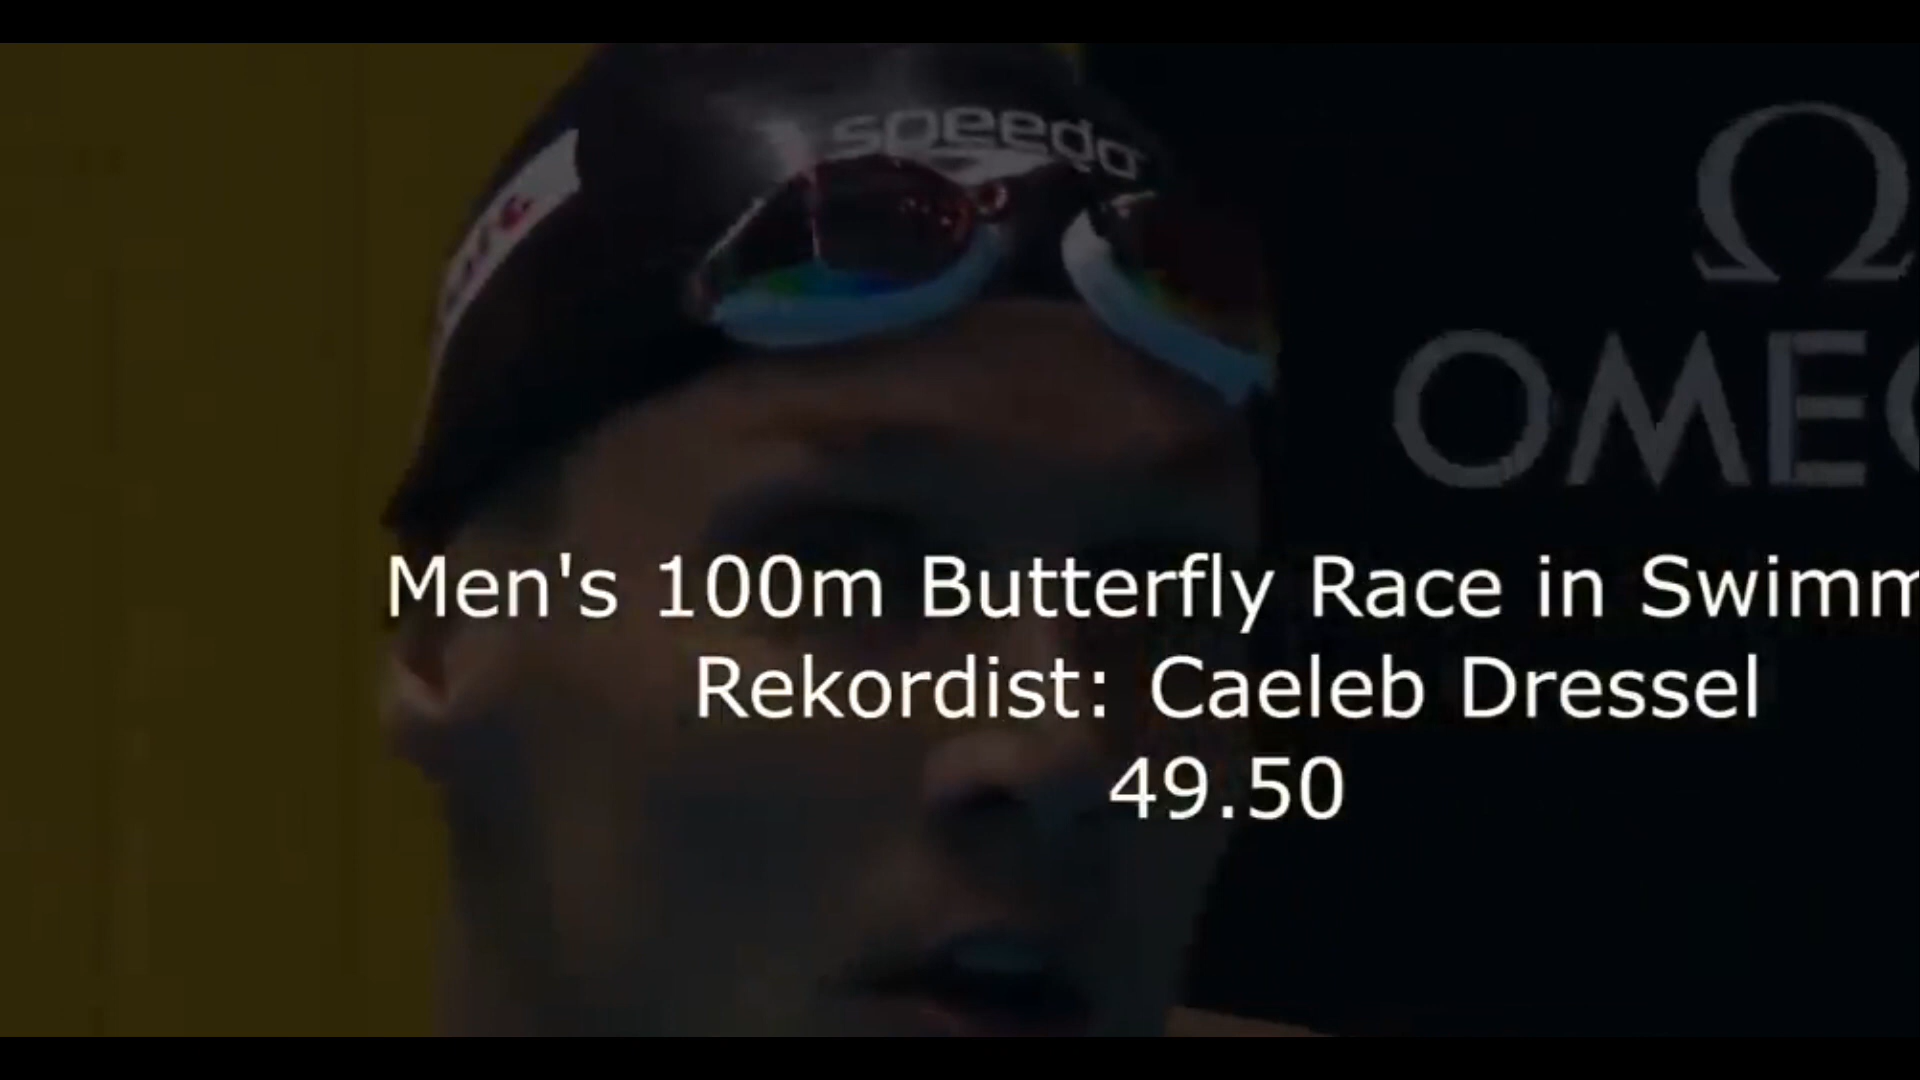 speedo
Ω
OMEG
Men's 100m Butterfly Race in Swimm
Rekordist: Caeleb Dressel
49.50